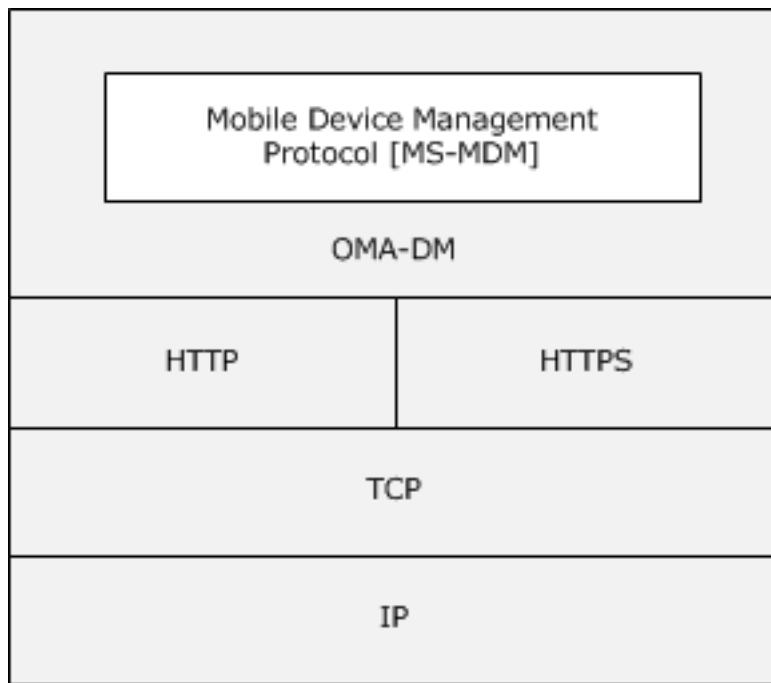 Mobile Device Management
Protocol [MS-MDM]
OMA-DM
HTTP
HTTPS
TCP
IP